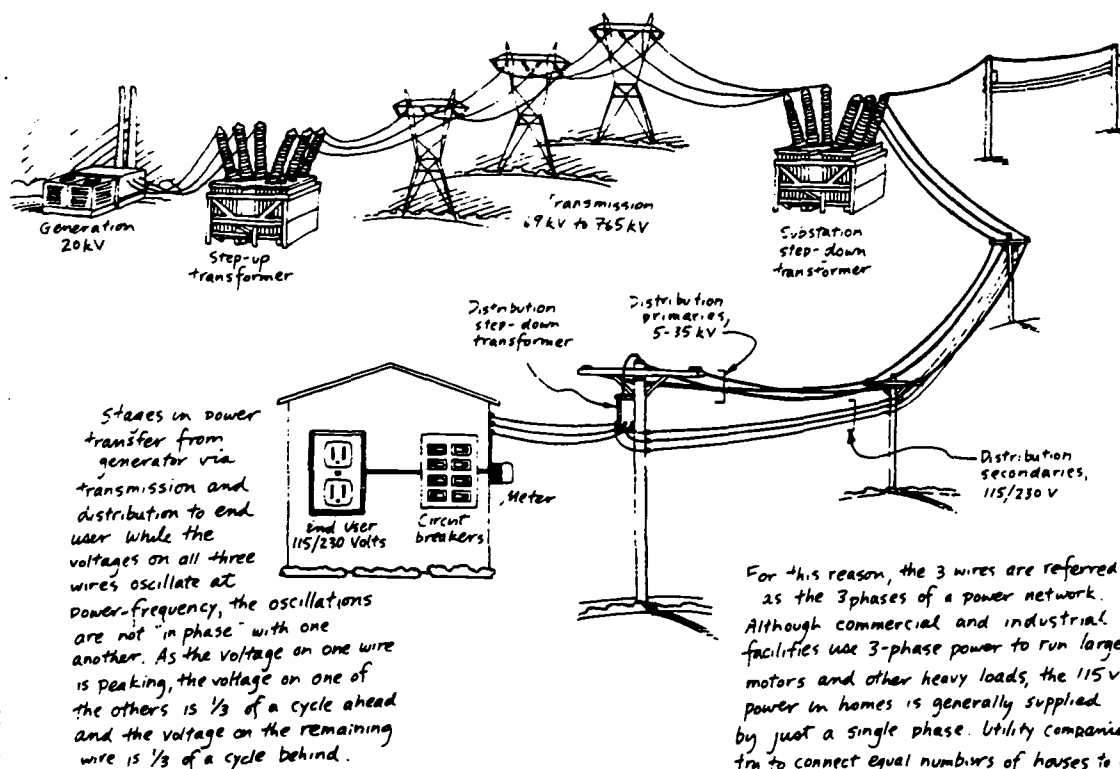 Generation
20kV
Step-up
transformer
Transmission
69 kV to 765 kV
Substation
step-down
transformer
Distribution
step-down
transformer
Distribution
primaries,
5-35 kV
Distribution
secondaries,
115/230 V
Meter
End User
115/230 Volts
Circuit
breakers
Stages in power
transfer from
generator via
transmission and
distribution to end
user while the
voltages on all three
wires oscillate at
power-frequency, the oscillations
are not "in phase" with one
another. As the voltage on one wire
is peaking, the voltage on one of
the others is 1/3 of a cycle ahead
and the voltage on the remaining
wire is 1/3 of a cycle behind.
For this reason, the 3 wires are referred
as the 3 phases of a power network.
Although commercial and industrial
facilities use 3-phase power to run large
motors and other heavy loads, the 115 V
power in homes is generally supplied
by just a single phase. Utility
try to connect equal numbers of houses to